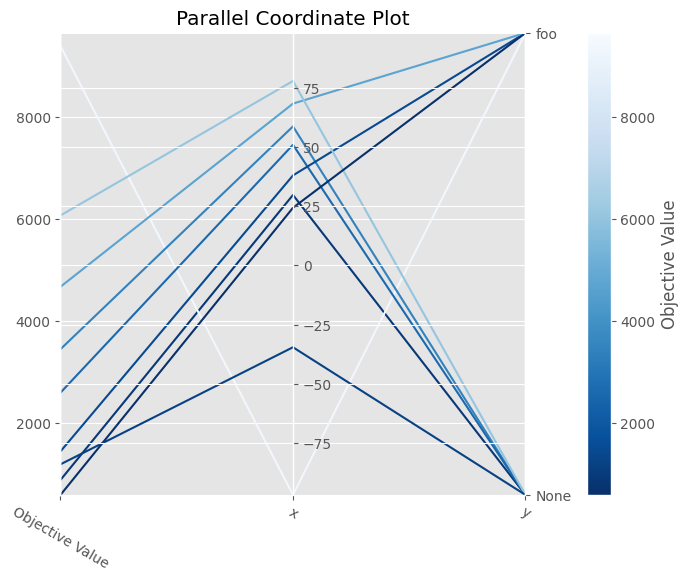 Parallel Coordinate Plot
8000
6000
4000
2000
75
50
25
0
−25
−50
−75
foo
None
Objective Value
x
y
8000
6000
4000
2000
Objective Value